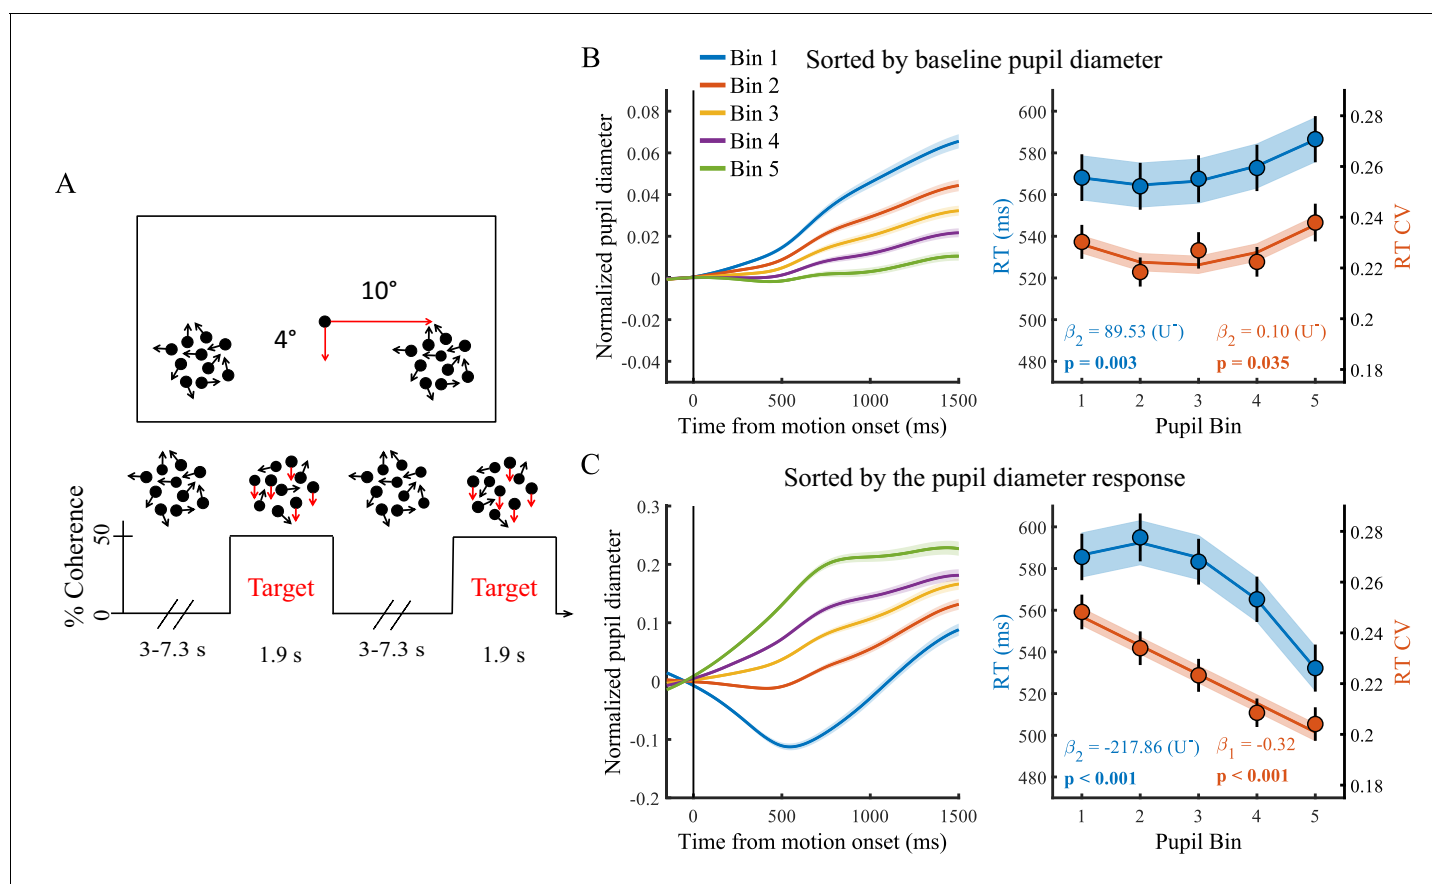 A
10°
4°
% Coherence
50
0
Target
Target
3-7.3 s
1.9 s
3-7.3 s
1.9 s
B
Sorted by baseline pupil diameter
Bin 1
Bin 2
Bin 3
Bin 4
Bin 5
Normalized pupil diameter
0.08
0.06
0.04
0.02
0
-0.02
-0.04
0
500
1000
1500
Time from motion onset (ms)
RT (ms)
600
580
560
540
520
500
480
0.28
0.26
0.24
0.22
0.2
0.18
RT CV
β2 = 89.53 (U-)
p = 0.003
β2 = 0.10 (U-)
p = 0.035
1
2
3
4
5
Pupil Bin
C
Sorted by the pupil diameter response
Normalized pupil diameter
0.3
0.2
0.1
0
-0.1
-0.2
0
500
1000
1500
Time from motion onset (ms)
RT (ms)
600
580
560
540
520
500
480
0.28
0.26
0.24
0.22
0.2
0.18
RT CV
β2 = -217.86 (U-)
p < 0.001
β1 = -0.32
p < 0.001
1
2
3
4
5
Pupil Bin